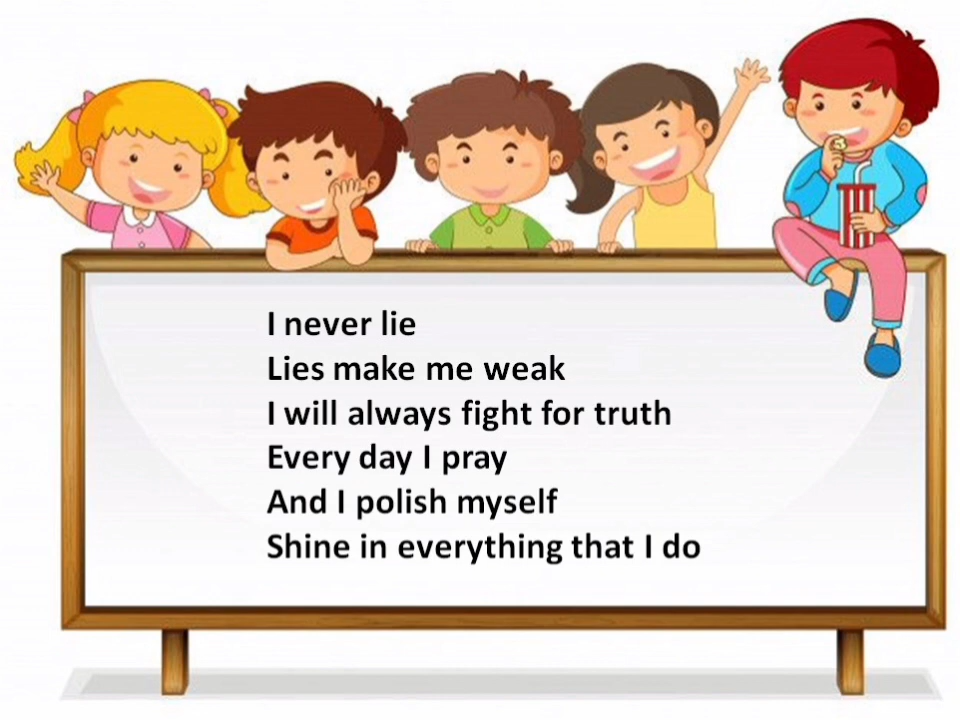 I never lie
Lies make me weak
I will always fight for truth
Every day I pray
And I polish myself
Shine in everything that I do